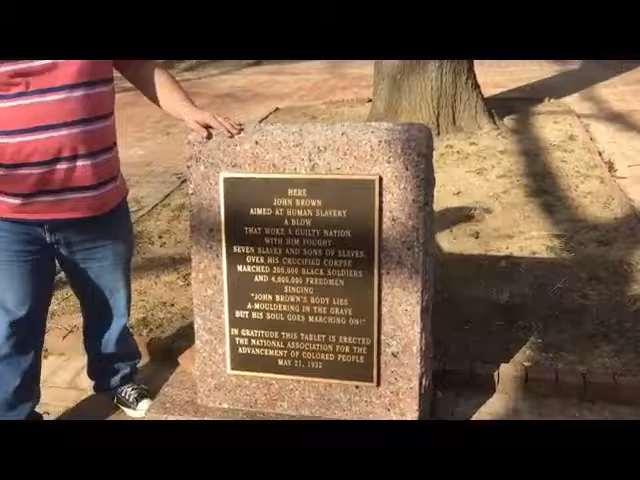 HERE
JOHN BROWN
AIMED AT HUMAN SLAVERY
A BLOW
THAT WOKE A GUILTY NATION.
WITH HIM FOUGHT
SEVEN SLAVES AND SONS OF SLAVES.
OVER HIS CRUCIFIED CORPSE
MARCHED 200,000 BLACK SOLDIERS
AND 4,000,000 FREEDMEN
SINGING
"JOHN BROWN'S BODY LIES
A-MOULDERING IN THE GRAVE
BUT HIS SOUL GOES MARCHING ON!"
IN GRATITUDE THIS TABLET IS ERECTED
THE NATIONAL ASSOCIATION FOR THE
ADVANCEMENT OF COLORED PEOPLE
MAY 21, 1932